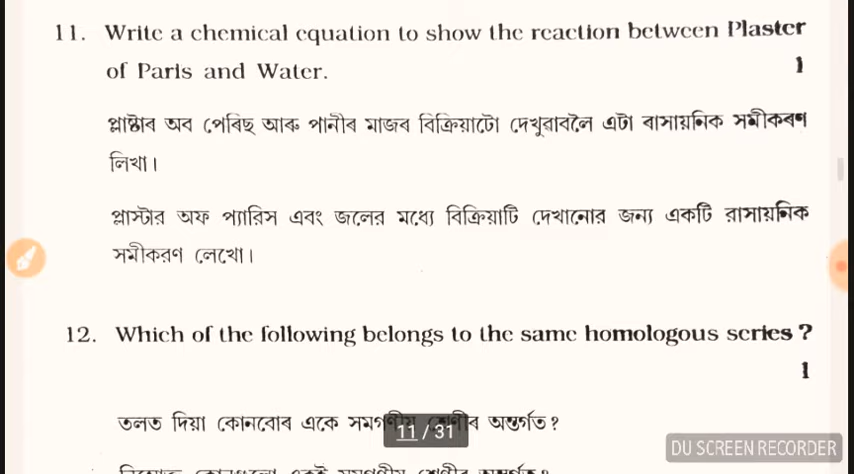 11. Write a chemical equation to show the reaction between Plaster
of Paris and Water. 1
প্লাষ্টাৰ অব পেৰিছ আৰু পানীৰ মাজৰ বিক্ৰিয়াটো দেখুৱাবলৈ এটা ৰাসায়নিক সমীকৰণ
লিখা।
প্লাস্টার অফ প্যারিস এবং জলের মধ্যে বিক্রিয়াটি দেখানোর জন্য একটি রাসায়নিক
সমীকরণ লেখো।
12. Which of the following belongs to the same homologous series ?
1
তলত দিয়া কোনবোৰ একে সমগণীয় শ্ৰেণীৰ অন্তৰ্গত?
11 / 31
DU SCREEN RECORDER